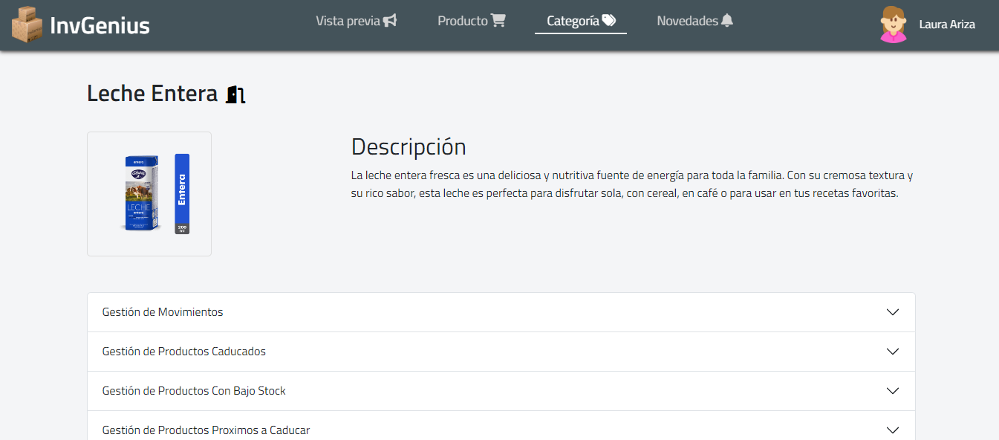 InvGenius
Vista previa
Producto
Categoría
Novedades
Laura Ariza
Leche Entera
entera
LECHE
entera
Entera
200
ml
Descripción
La leche entera fresca es una deliciosa y nutritiva fuente de energía para toda la familia. Con su cremosa textura y
su rico sabor, esta leche es perfecta para disfrutar sola, con cereal, en café o para usar en tus recetas favoritas.
Gestión de Movimientos
Gestión de Productos Caducados
Gestión de Productos Con Bajo Stock
Gestión de Productos Proximos a Caducar